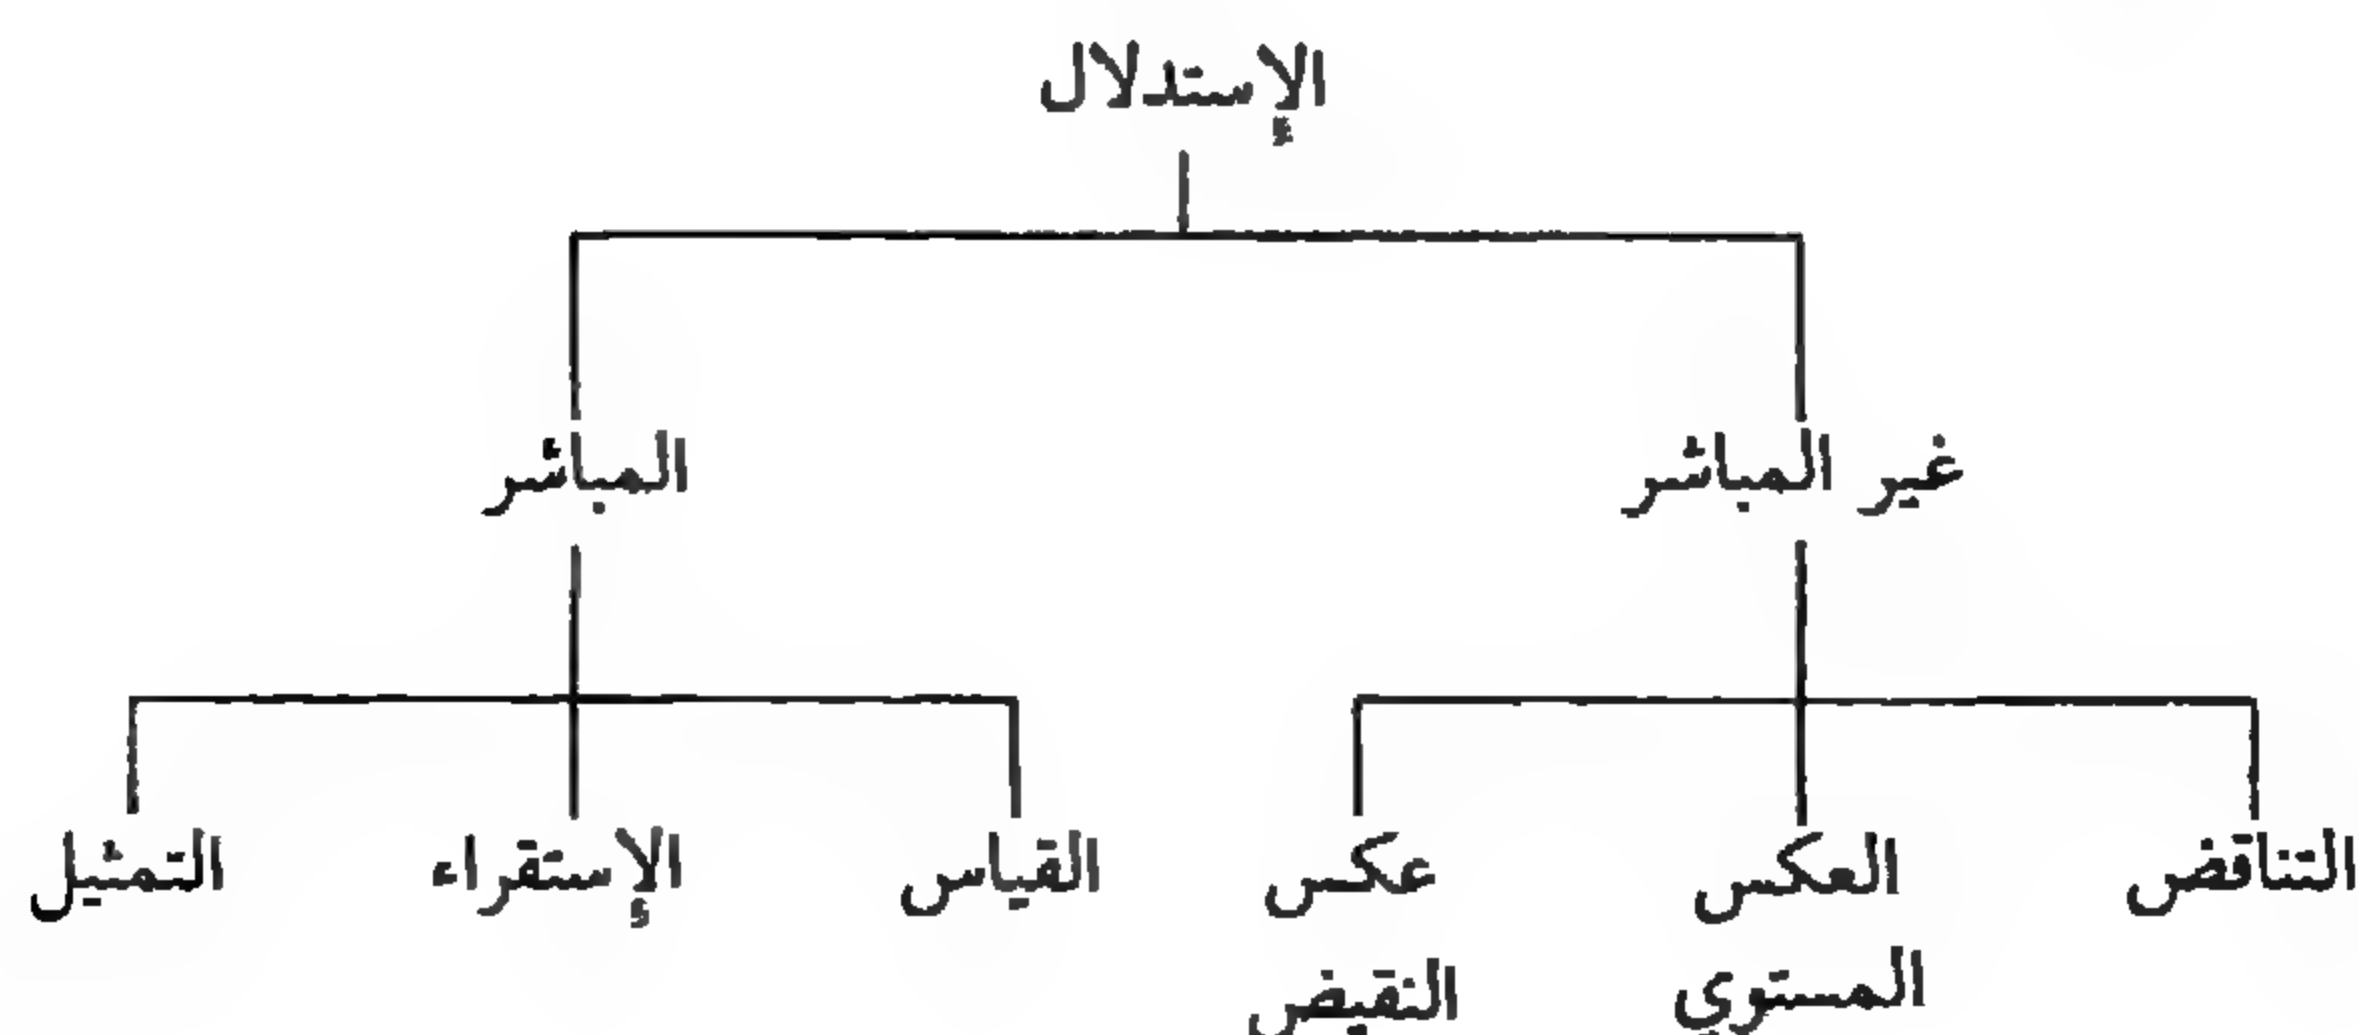 الإستدلال
غير المباشر
المباشر
التناقض
العكس
المستوي
عكس
النقيض
القياس
الإستقراء
التمثيل